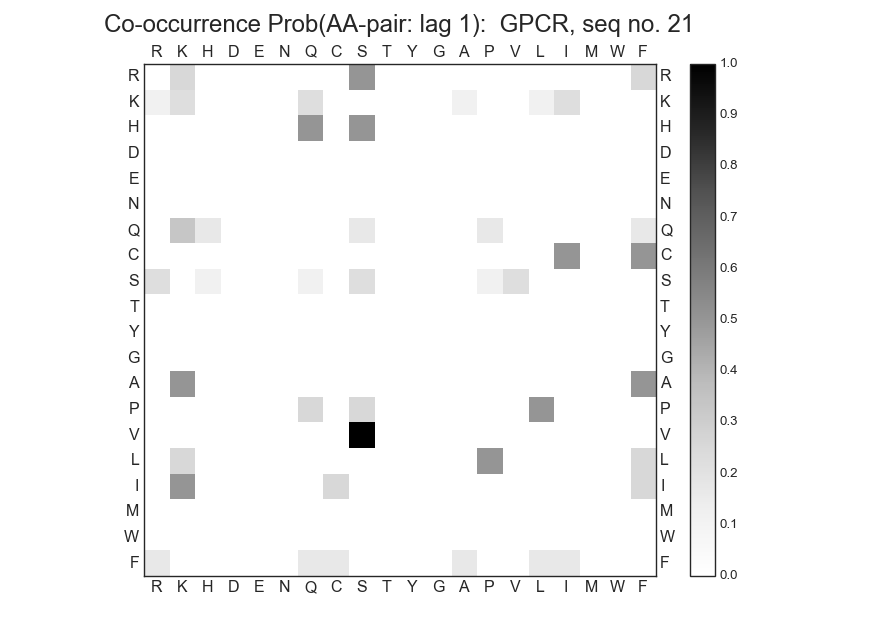 Co-occurrence Prob(AA-pair: lag 1):  GPCR, seq no. 21
R K H D E N Q C S T Y G A P V L I M W F
R R 1.0
K K 0.9
H H
D D 0.8
E E
N N 0.7
Q Q
C C 0.6
S S
T T 0.5
Y Y
G G 0.4
A A
P P 0.3
V V
L L 0.2
I I
M M 0.1
W W
F F 0.0
R K H D E N Q C S T Y G A P V L I M W F